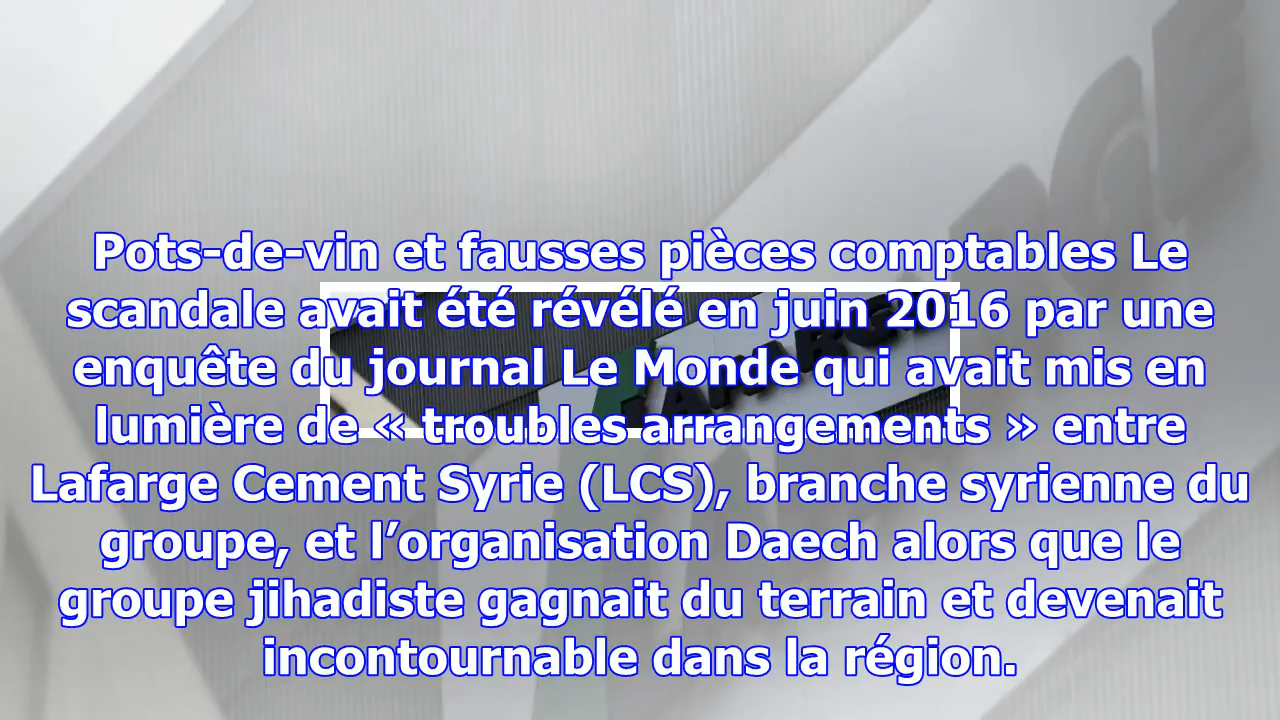 Pots-de-vin et fausses pièces comptables Le
scandale avait été révélé en juin 2016 par une
enquête du journal Le Monde qui avait mis en
lumière de « troubles arrangements » entre
Lafarge Cement Syrie (LCS), branche syrienne du
groupe, et l’organisation Daech alors que le
groupe jihadiste gagnait du terrain et devenait
incontournable dans la région.